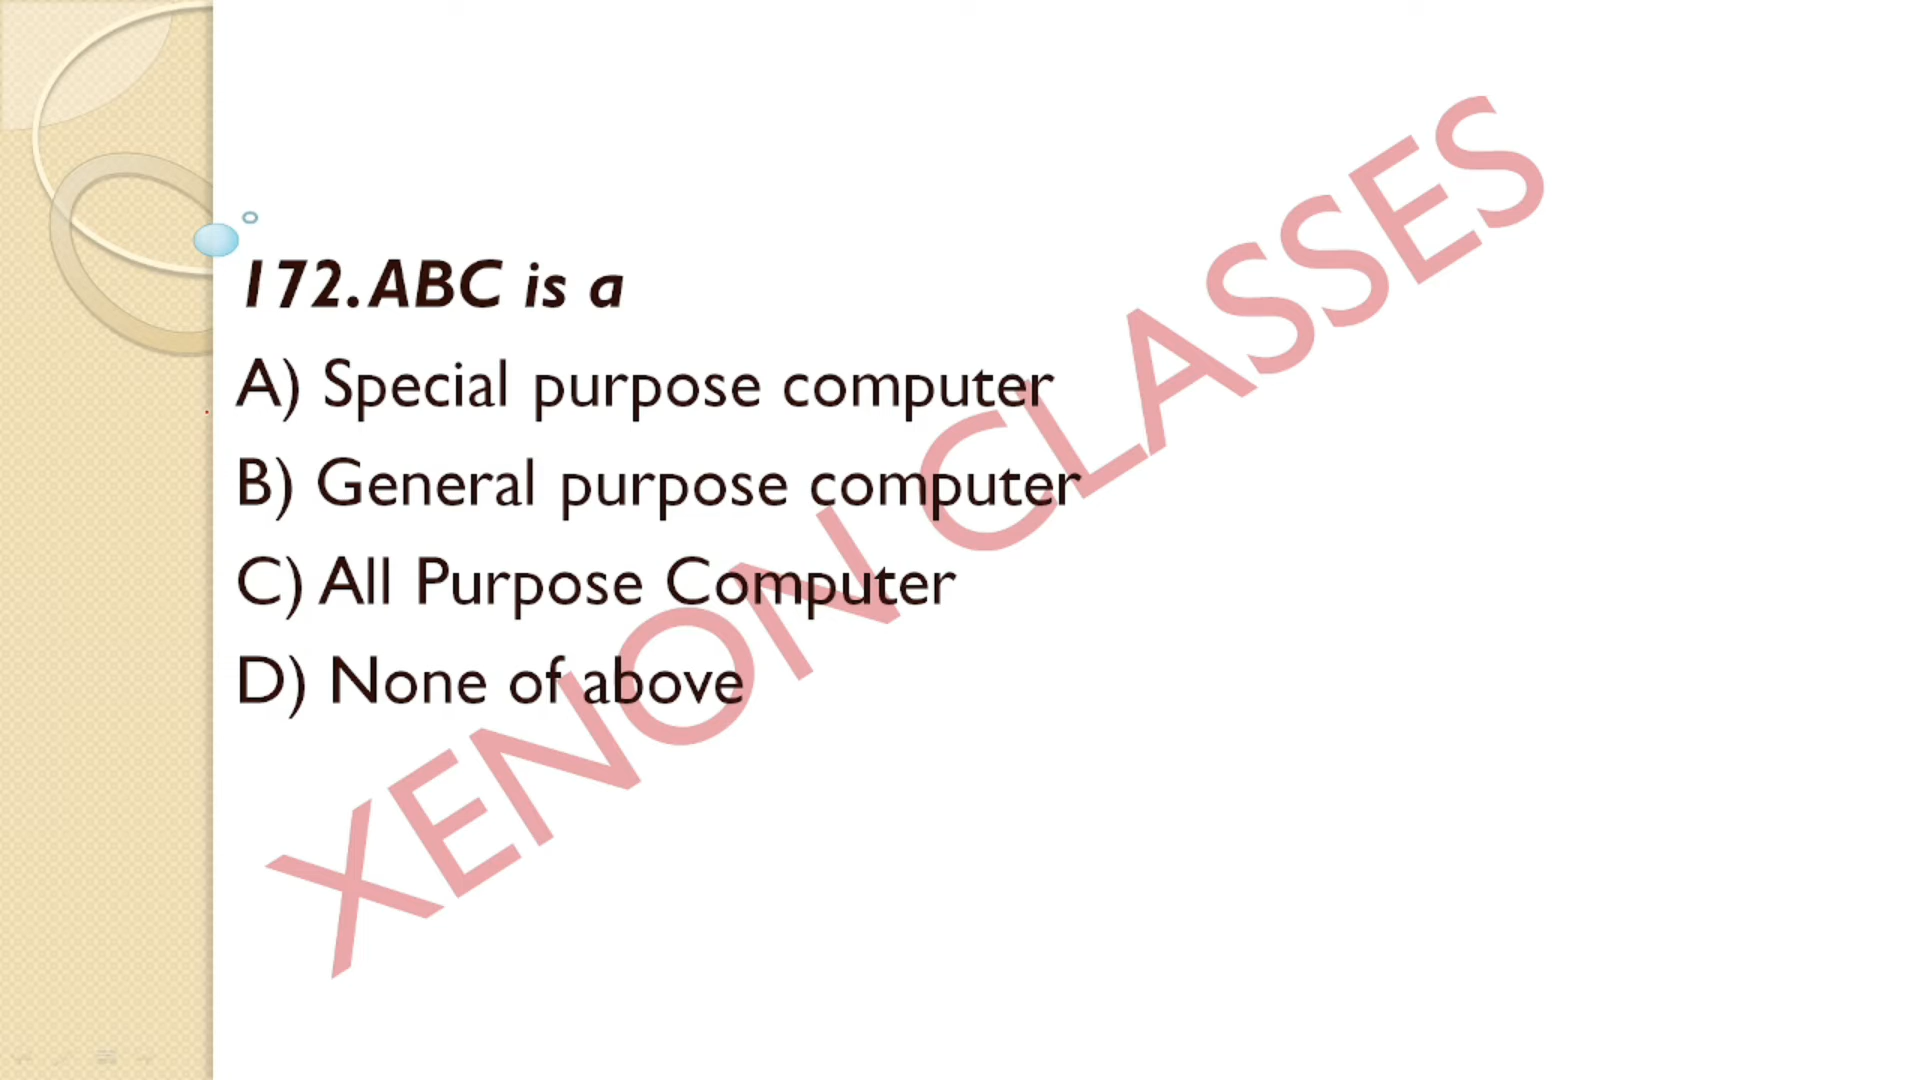 172. ABC is a
A) Special purpose computer
B) General purpose computer
C) All Purpose Computer
D) None of above
XENON CLASSES